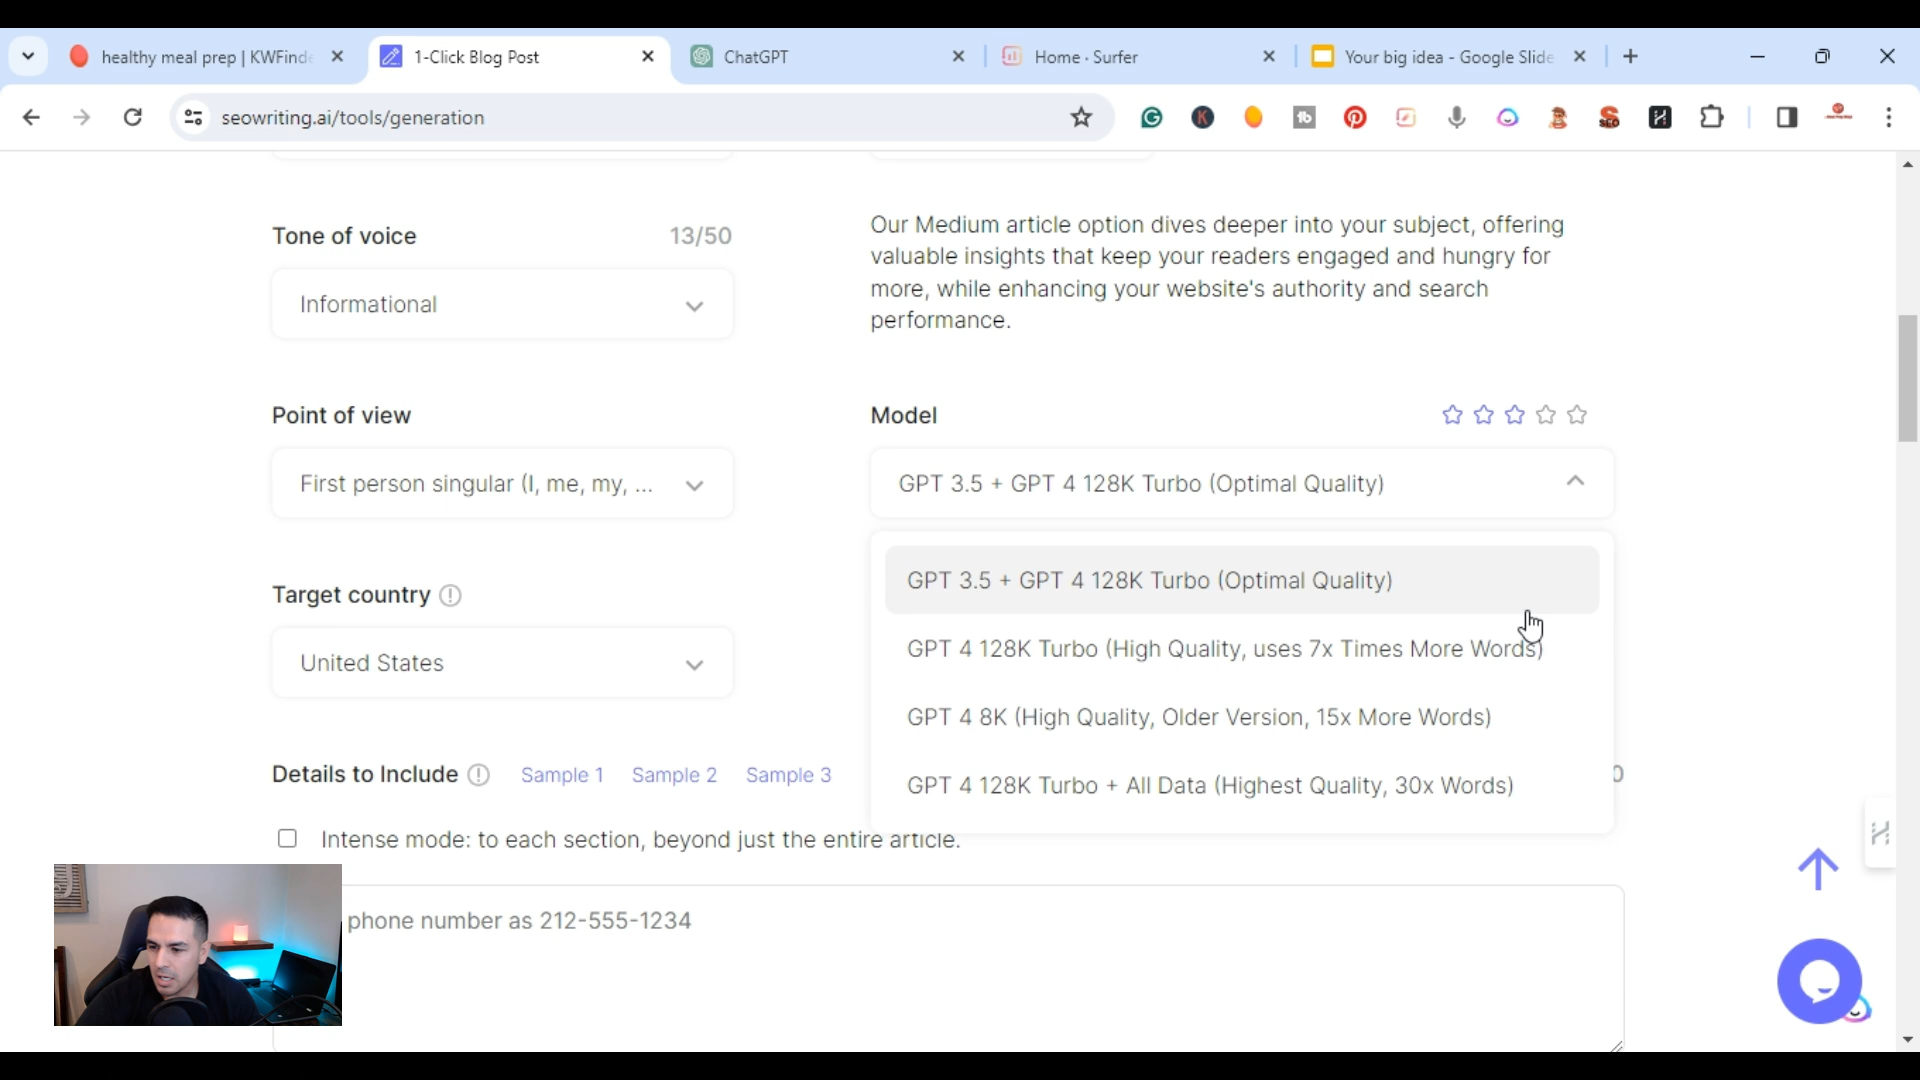 healthy meal prep | KWFinde
1-Click Blog Post
ChatGPT
Home · Surfer
Your big idea - Google Slide
seowriting.ai/tools/generation
Tone of voice
13/50
Informational
Our Medium article option dives deeper into your subject, offering
valuable insights that keep your readers engaged and hungry for
more, while enhancing your website's authority and search
performance.
Point of view
First person singular (I, me, my, ...
Model
GPT 3.5 + GPT 4 128K Turbo (Optimal Quality)
GPT 3.5 + GPT 4 128K Turbo (Optimal Quality)
GPT 4 128K Turbo (High Quality, uses 7x Times More Words)
GPT 4 8K (High Quality, Older Version, 15x More Words)
GPT 4 128K Turbo + All Data (Highest Quality, 30x Words)
Target country
United States
Details to Include
Sample 1
Sample 2
Sample 3
0
Intense mode: to each section, beyond just the entire article.
phone number as 212-555-1234